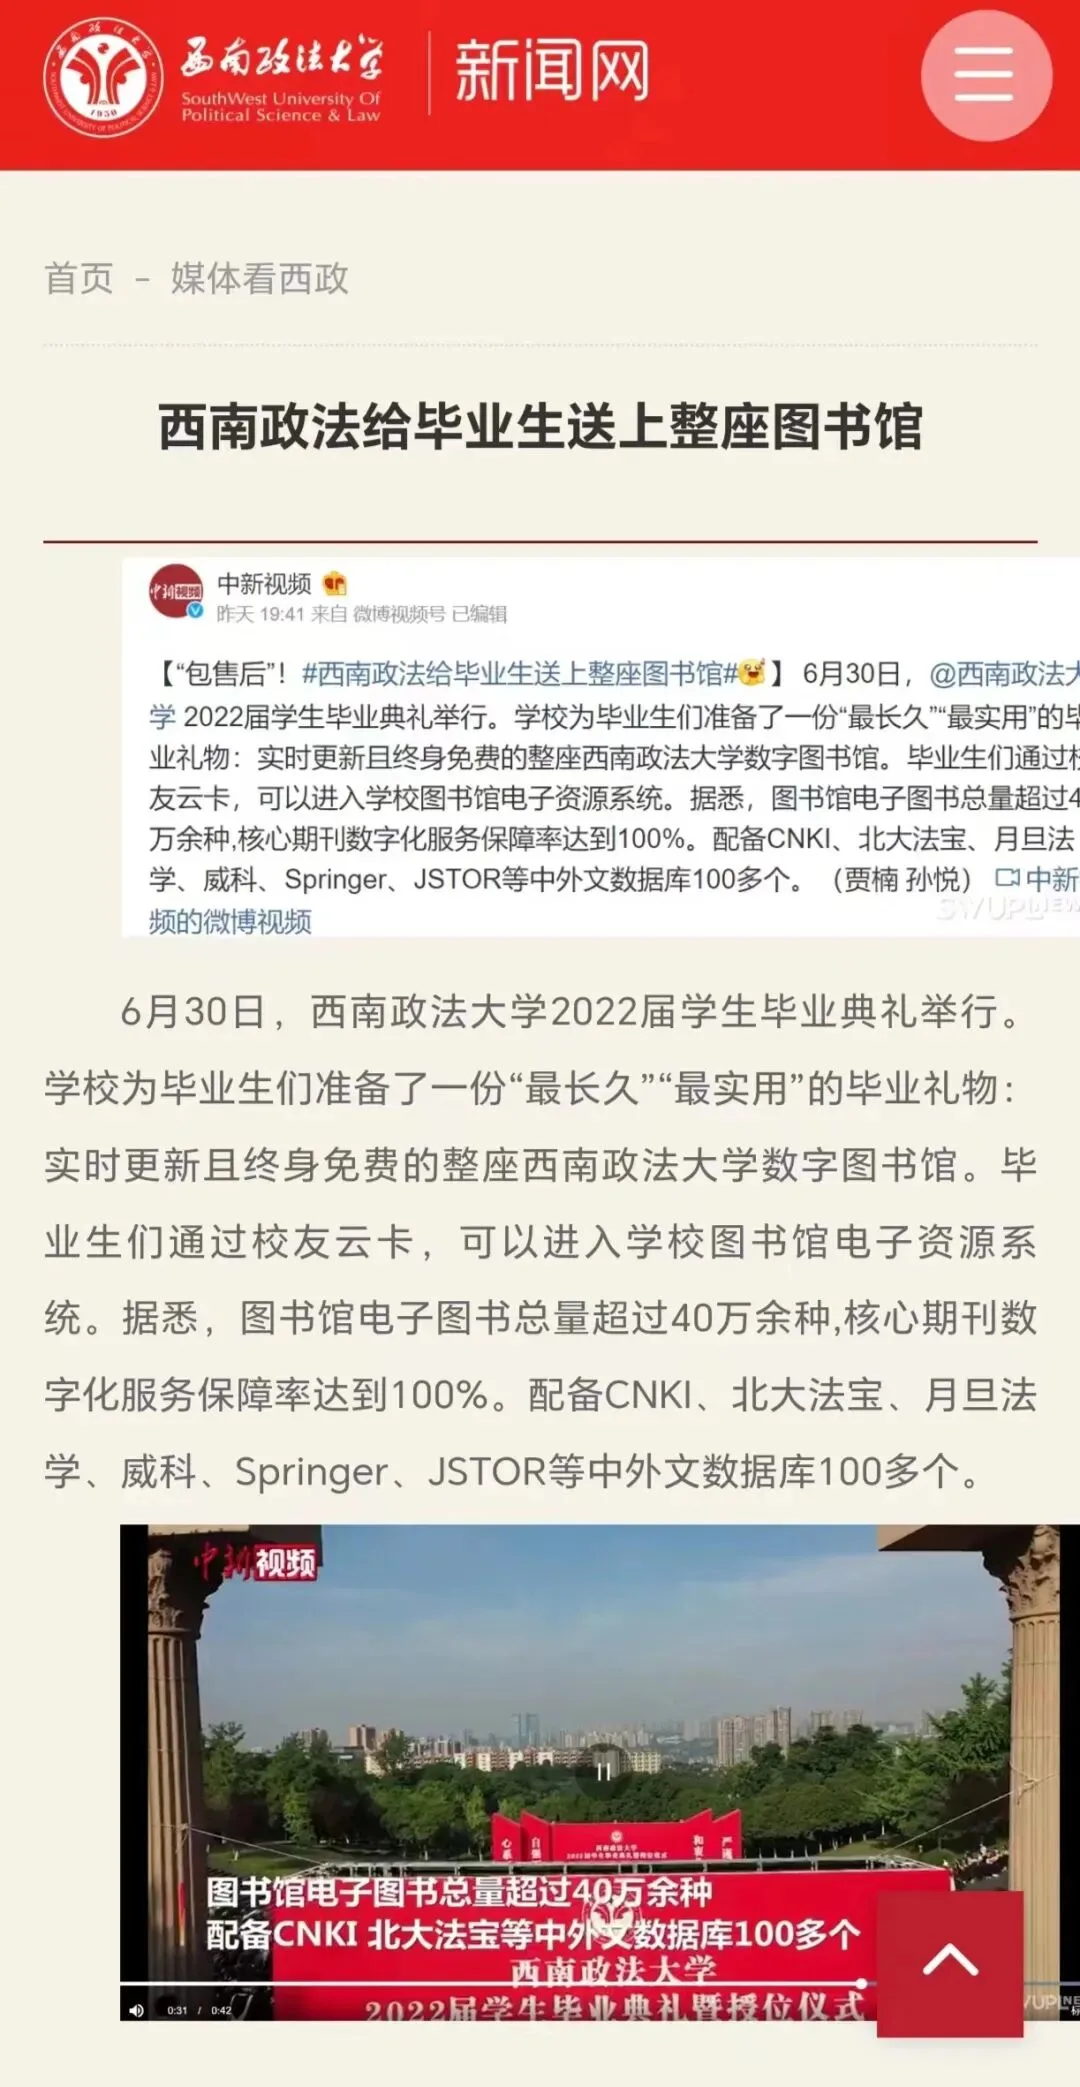 西南政法大学
SouthWest University Of
Political Science & Law
新闻网
1950
首页 - 媒体看西政
西南政法给毕业生送上整座图书馆
中新视频
中新视频
昨天 19:41 来自 微博视频号 已编辑
【“包售后”！#西南政法给毕业生送上整座图书馆#】6月30日，@西南政法大
学 2022届学生毕业典礼举行。学校为毕业生们准备了一份“最长久”“最实用”的毕
业礼物：实时更新且终身免费的整座西南政法大学数字图书馆。毕业生们通过校
友云卡，可以进入学校图书馆电子资源系统。据悉，图书馆电子图书总量超过4
万余种,核心期刊数字化服务保障率达到100%。配备CNKI、北大法宝、月旦法
学、威科、Springer、JSTOR等中外文数据库100多个。（贾楠 孙悦） 中新
频的微博视频
SWUPLNEW
6月30日，西南政法大学2022届学生毕业典礼举行。
学校为毕业生们准备了一份“最长久”“最实用”的毕业礼物：
实时更新且终身免费的整座西南政法大学数字图书馆。毕
业生们通过校友云卡，可以进入学校图书馆电子资源系
统。据悉，图书馆电子图书总量超过40万余种,核心期刊数
字化服务保障率达到100%。配备CNKI、北大法宝、月旦法
学、威科、Springer、JSTOR等中外文数据库100多个。
中新视频
图书馆电子图书总量超过40万余种
配备CNKI 北大法宝等中外文数据库100多个
西南政法大学
2022届学生毕业典礼暨授位仪式
0:31 / 0:42